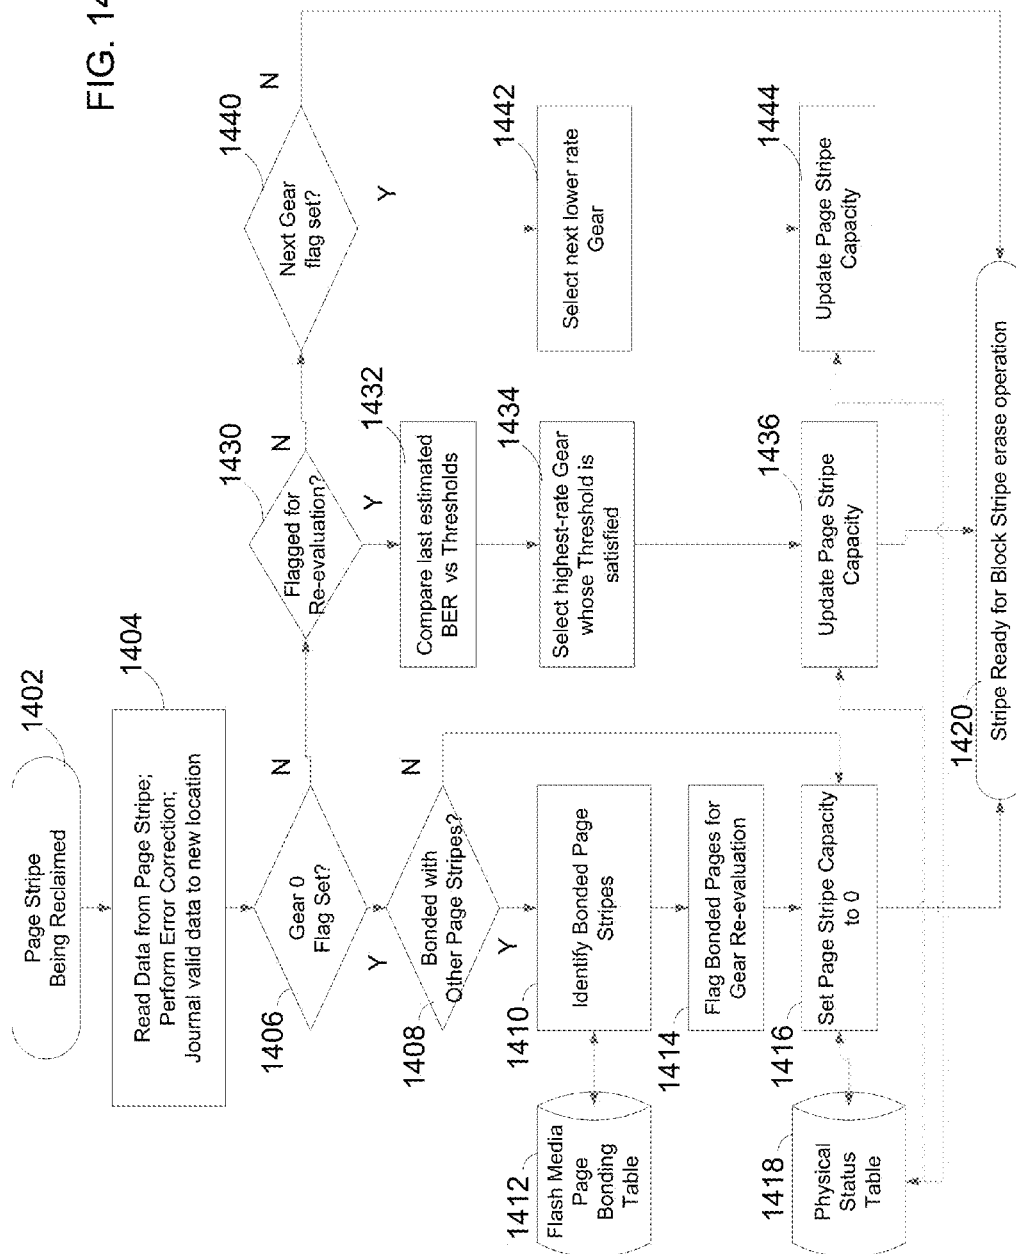 FIG. 14
Page Stripe
Being Reclaimed
1402
Read Data from Page Stripe;
Perform Error Correction;
Journal valid data to new location
1404
Gear 0
Flag Set?
1406
N
Y
Flagged for
Re-evaluation?
1430
N
Y
Next Gear
flag set?
1440
N
Y
Bonded with
Other Page Stripes?
1408
N
Y
Compare last estimated
BER vs Thresholds
1432
Flash Media
Page
Bonding
Table
1412
Identify Bonded Page
Stripes
1410
Select highest-rate Gear
whose Threshold is
satisfied
1434
Select next lower rate
Gear
1442
Flag Bonded Pages for
Gear Re-evaluation
1414
Physical
Status
Table
1418
Set Page Stripe Capacity
to 0
1416
Update Page Stripe
Capacity
1436
Update Page Stripe
Capacity
1444
Stripe Ready for Block Stripe erase operation
1420